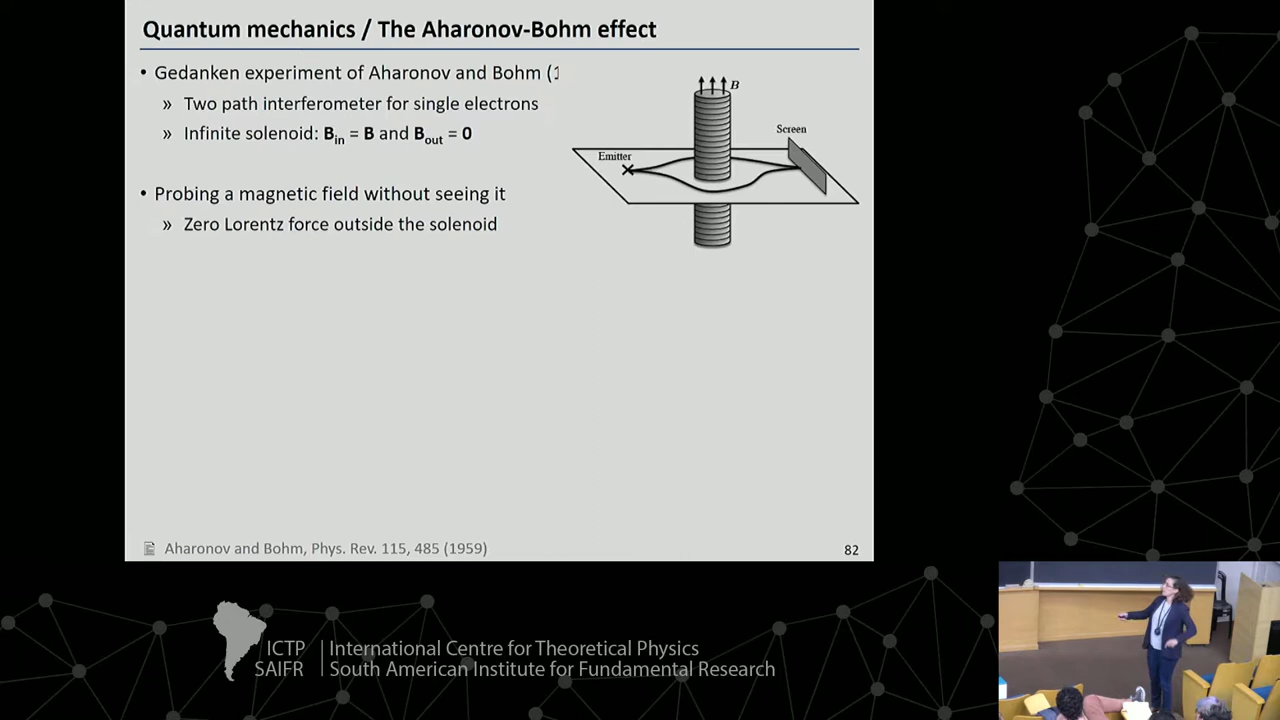 Quantum mechanics / The Aharonov-Bohm effect
• Gedanken experiment of Aharonov and Bohm (1
» Two path interferometer for single electrons
» Infinite solenoid: Bin = B and Bout = 0
• Probing a magnetic field without seeing it
» Zero Lorentz force outside the solenoid
B
Screen
Emitter
Aharonov and Bohm, Phys. Rev. 115, 485 (1959)
82
ICTP International Centre for Theoretical Physics
SAIFR South American Institute for Fundamental Research